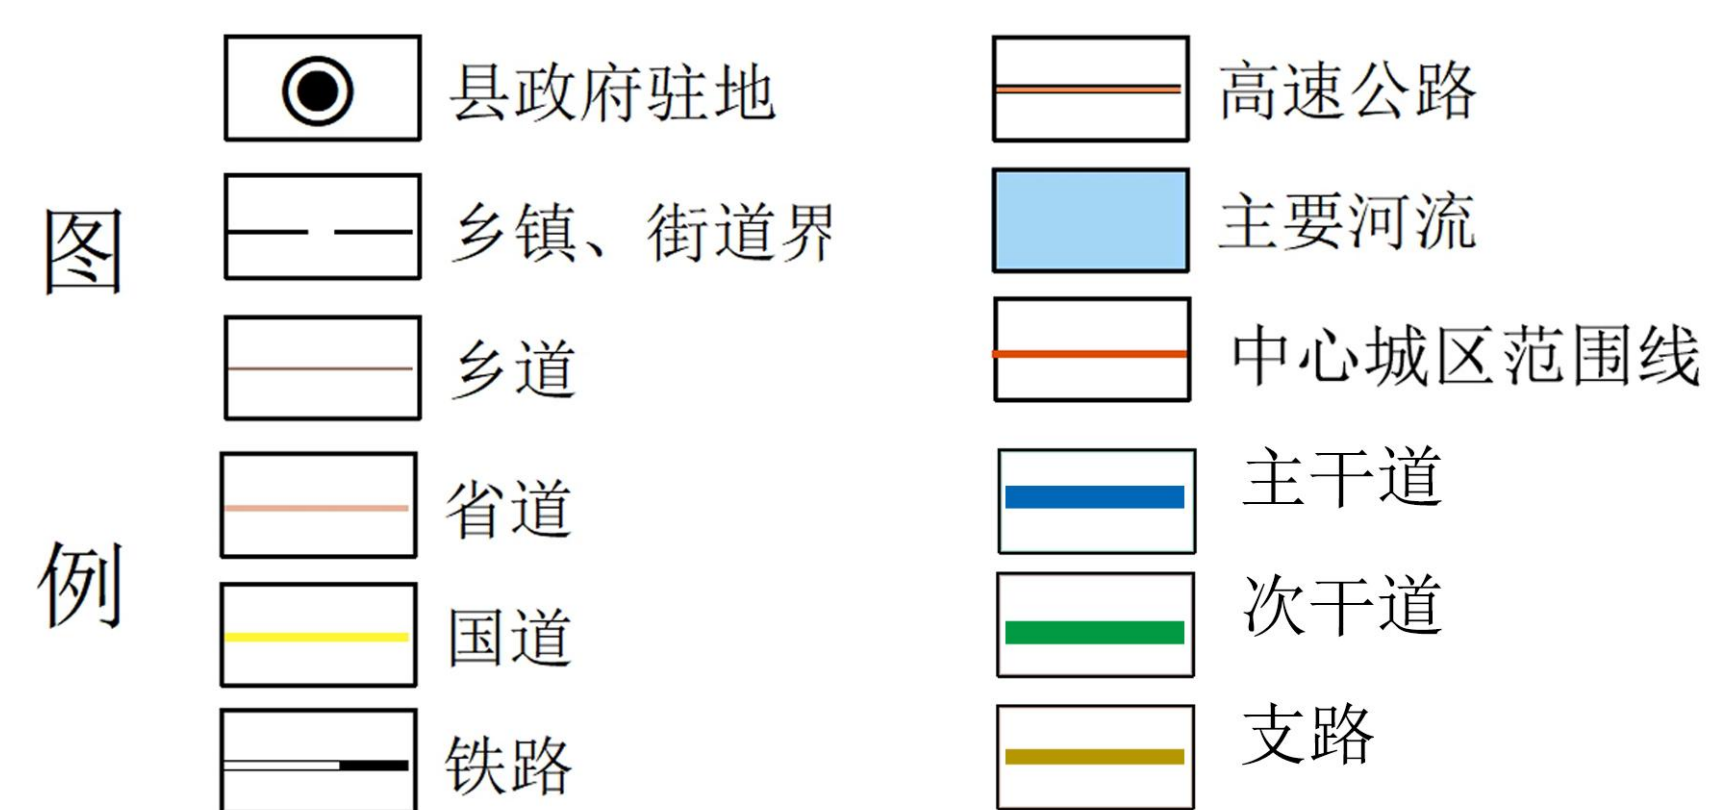 图例
县政府驻地
乡镇、街道界
乡道
省道
国道
铁路
高速公路
主要河流
中心城区范围线
主干道
次干道
支路